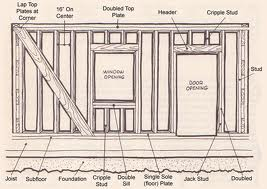 Lap Top
Plates at
Corner
16" On
Center
Doubled Top
Plate
Header
Cripple Stud
Stud
WINDOW
OPENING
DOOR
OPENING
Joist
Subfloor
Foundation
Cripple
Stud
Double
Sill
Single Sole
(floor) Plate
Jack Stud
Doubled